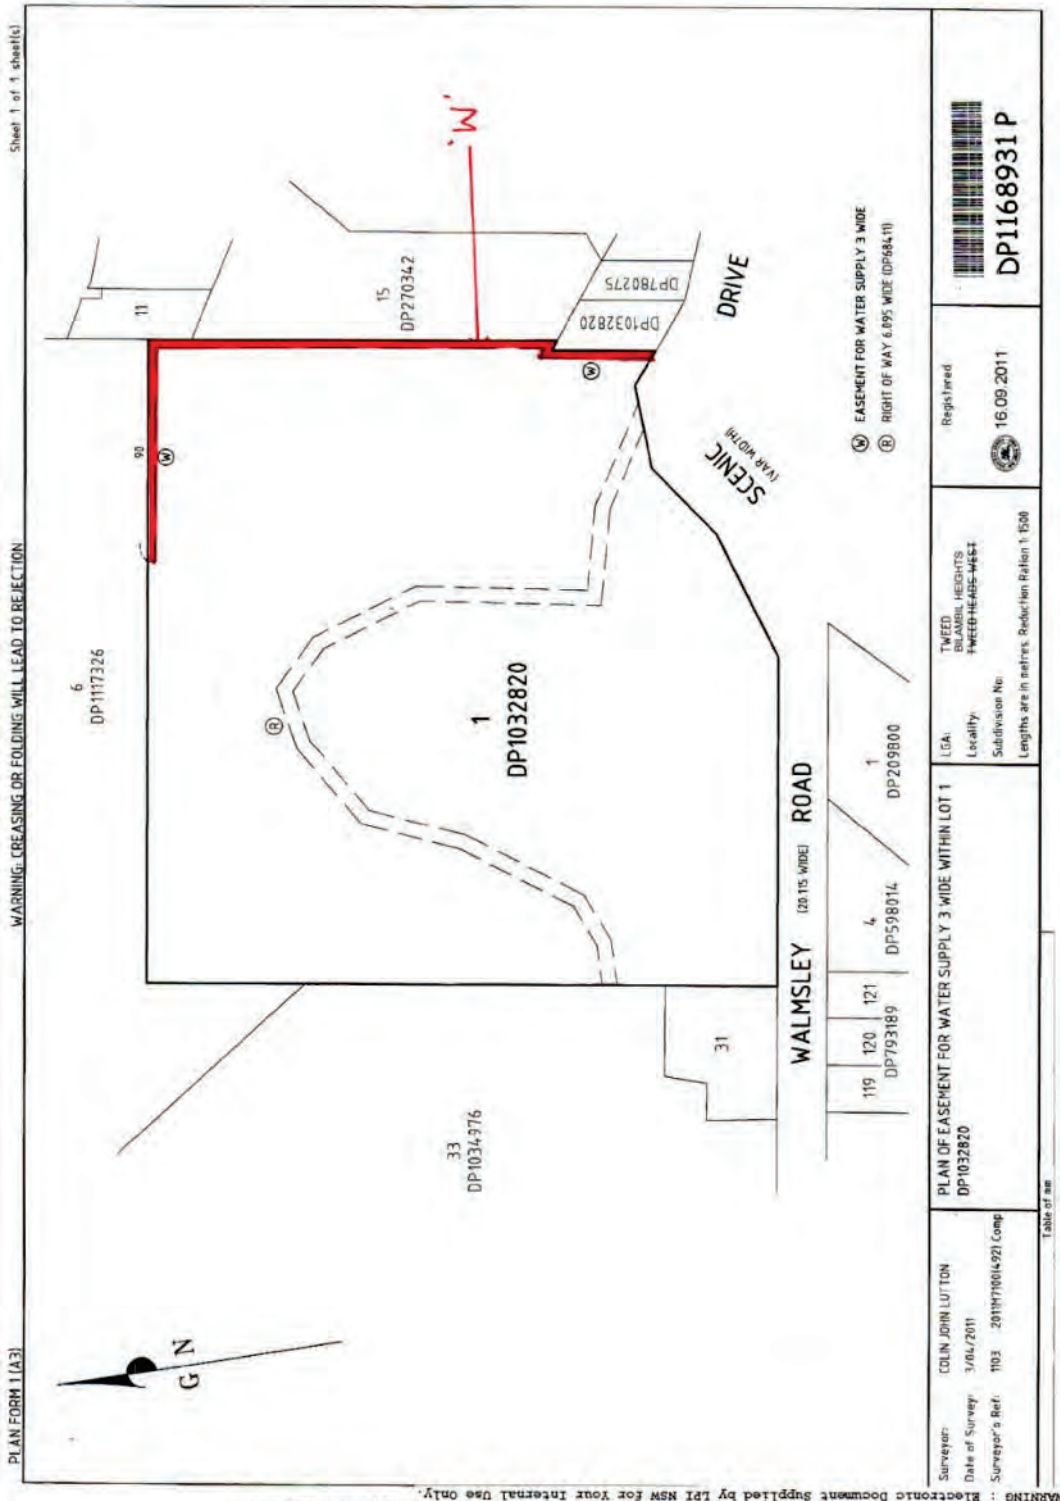 PLAN FORM 1 (A3)
WARNING: CREASING OR FOLDING WILL LEAD TO REJECTION
Sheet 1 of 1 sheet(s)
6
DP1117326
90
W
11
15
DP270342
'W'
DP1032820
DP780275
W
DRIVE
SCENIC
(VAR WIDTH)
R
1
DP1032820
G N
33
DP1034976
31
WALMSLEY (20.115 WIDE) ROAD
119 120 121
DP793189
4
DP598014
1
DP209800
W EASEMENT FOR WATER SUPPLY 3 WIDE
R RIGHT OF WAY 6.095 WIDE (DP68411)
Surveyor: COLIN JOHN LUTTON
Date of Survey: 3/04/2011
Surveyor's Ref: 1103 2011M7100(492) Comp
PLAN OF EASEMENT FOR WATER SUPPLY 3 WIDE WITHIN LOT 1
DP1032820
LGA: TWEED
BILAMBIL HEIGHTS
Locality: TWEED HEADS WEST
Subdivision No:
Lengths are in metres. Reduction Ration 1: 1500
Registered
16.09.2011
DP1168931 P
Table of mm
WARNING : Electronic Document Supplied by LPI NSW for Your Internal Use Only.